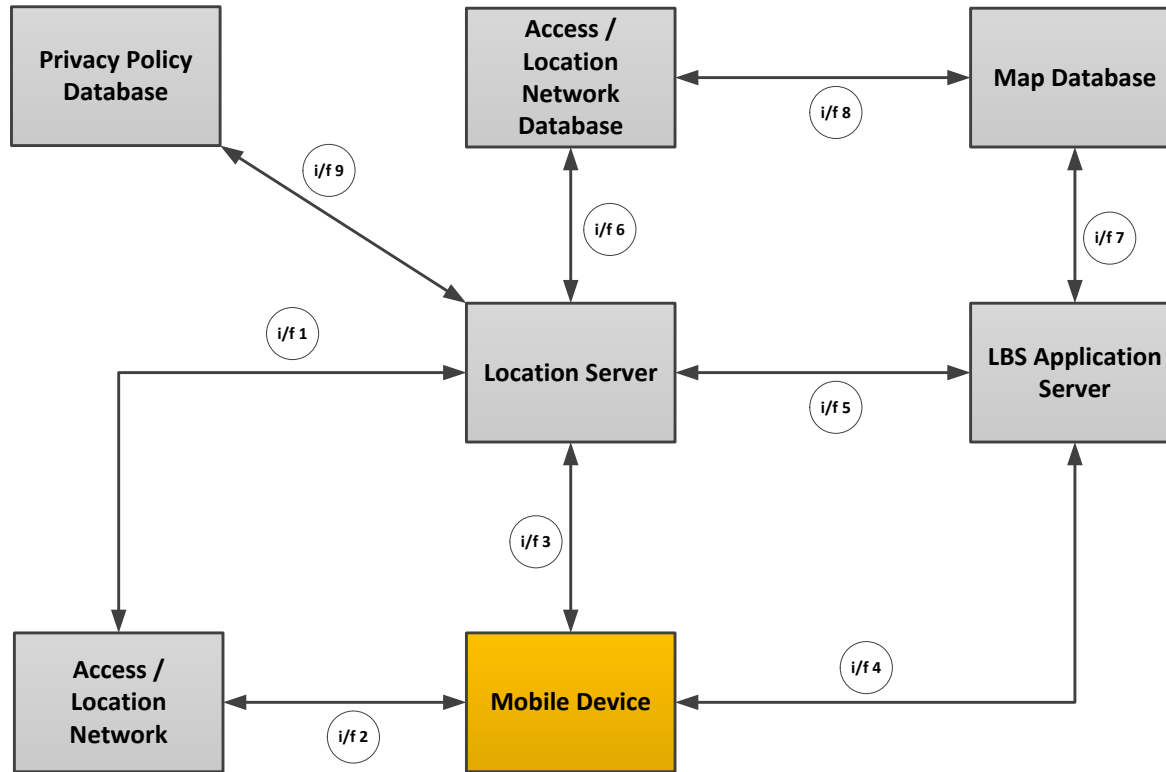 Privacy Policy
Database
Access /
Location
Network
Database
Map Database
i/f 8
i/f 9
i/f 6
i/f 7
i/f 1
Location Server
LBS Application
Server
i/f 5
i/f 3
Access /
Location
Network
Mobile Device
i/f 4
i/f 2